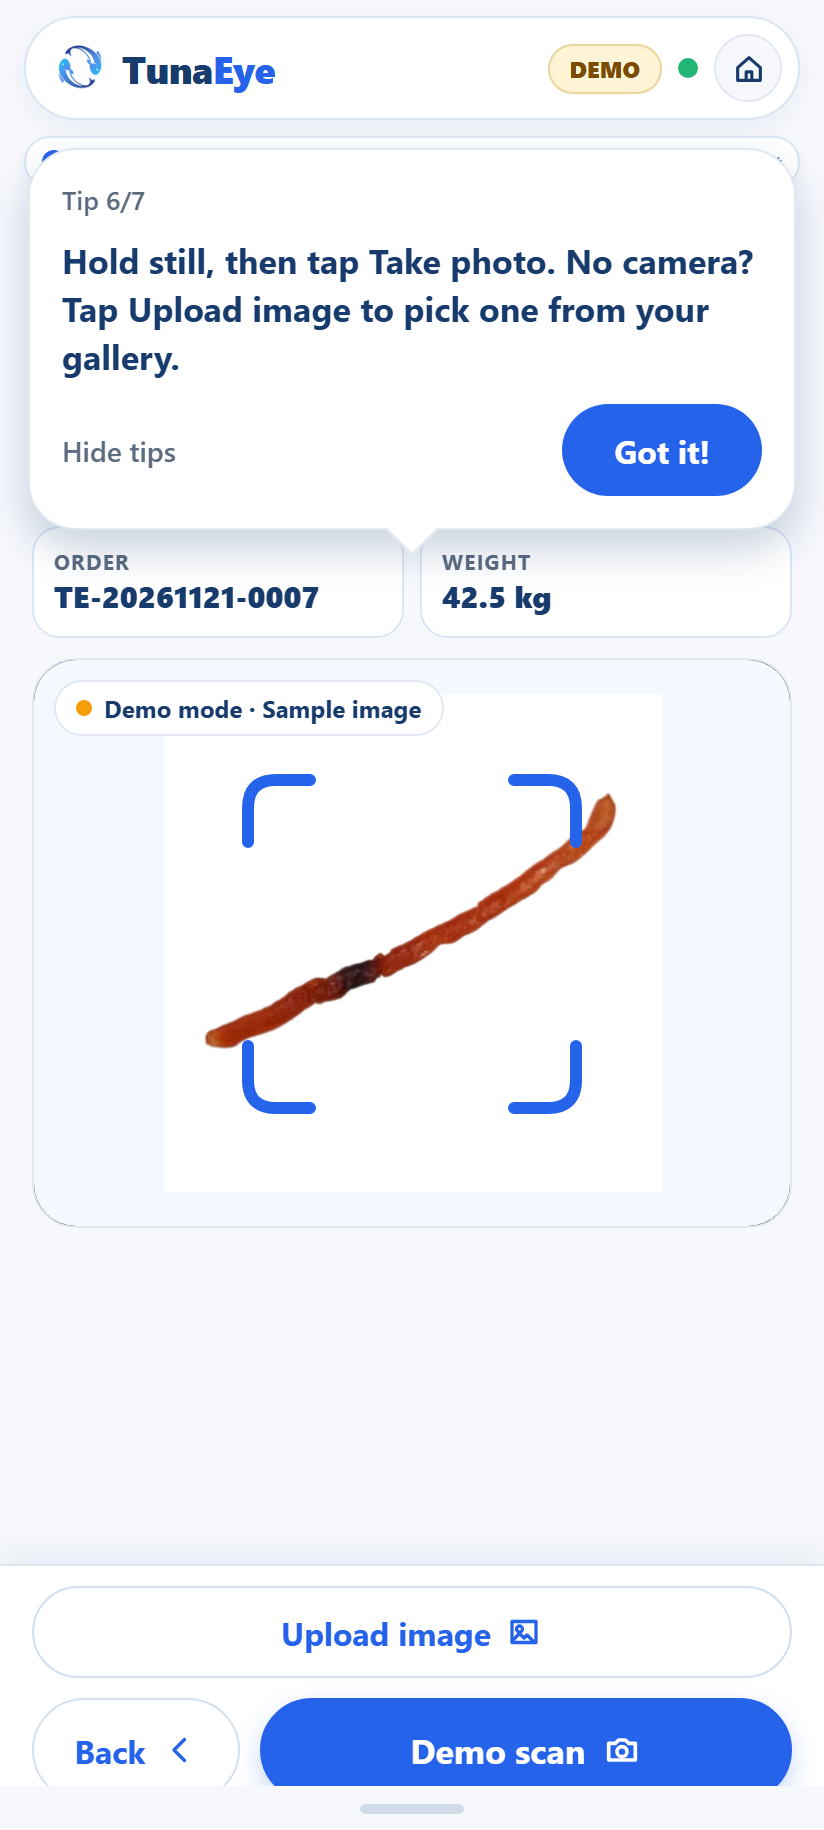 TunaEye
DEMO
Tip 6/7
Hold still, then tap Take photo. No camera?
Tap Upload image to pick one from your
gallery.
Hide tips
Got it!
ORDER
TE-20261121-0007
WEIGHT
42.5 kg
Demo mode · Sample image
Upload image
Back
Demo scan